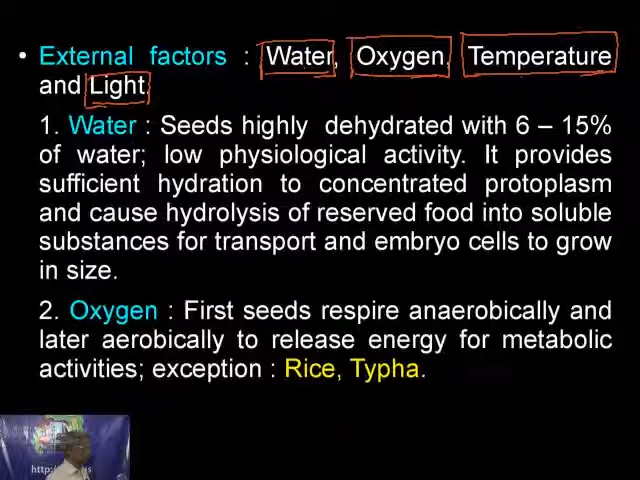 • External factors : Water, Oxygen, Temperature
and Light.
1. Water : Seeds highly dehydrated with 6 – 15%
of water; low physiological activity. It provides
sufficient hydration to concentrated protoplasm
and cause hydrolysis of reserved food into soluble
substances for transport and embryo cells to grow
in size.
2. Oxygen : First seeds respire anaerobically and
later aerobically to release energy for metabolic
activities; exception : Rice, Typha.